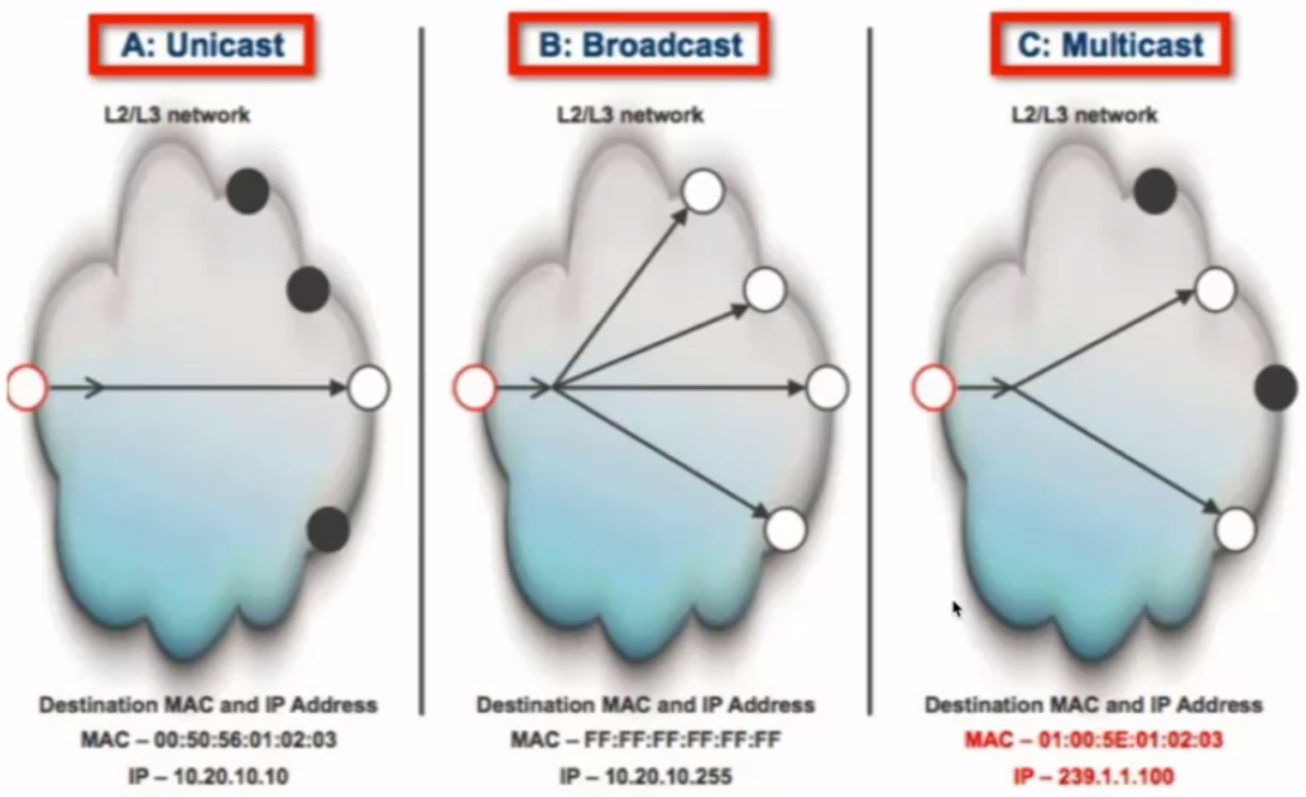 A: Unicast
L2/L3 network
Destination MAC and IP Address
MAC – 00:50:56:01:02:03
IP – 10.20.10.10
B: Broadcast
L2/L3 network
Destination MAC and IP Address
MAC – FF:FF:FF:FF:FF:FF
IP – 10.20.10.255
C: Multicast
L2/L3 network
Destination MAC and IP Address
MAC – 01:00:5E:01:02:03
IP – 239.1.1.100